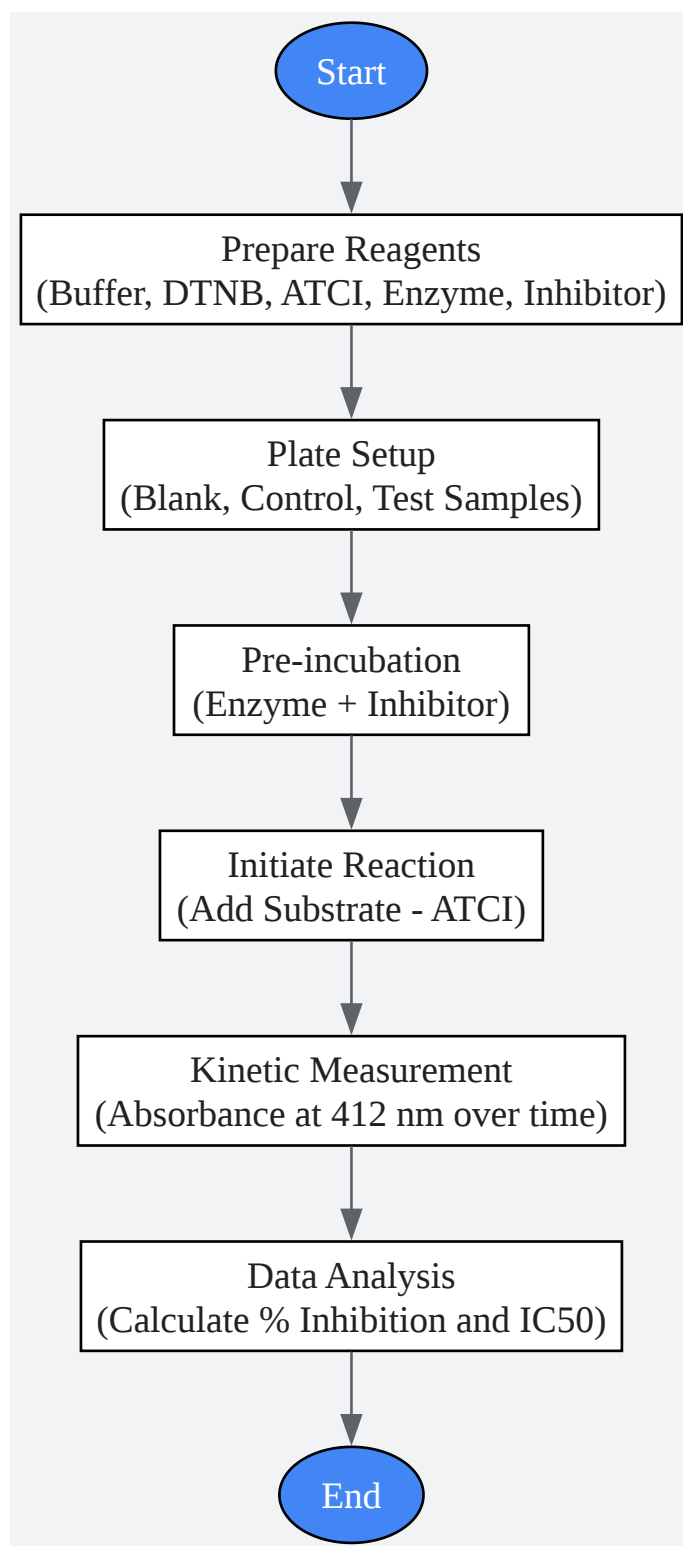 Start
Prepare Reagents
(Buffer, DTNB, ATCI, Enzyme, Inhibitor)
Plate Setup
(Blank, Control, Test Samples)
Pre-incubation
(Enzyme + Inhibitor)
Initiate Reaction
(Add Substrate - ATCI)
Kinetic Measurement
(Absorbance at 412 nm over time)
Data Analysis
(Calculate % Inhibition and IC50)
End